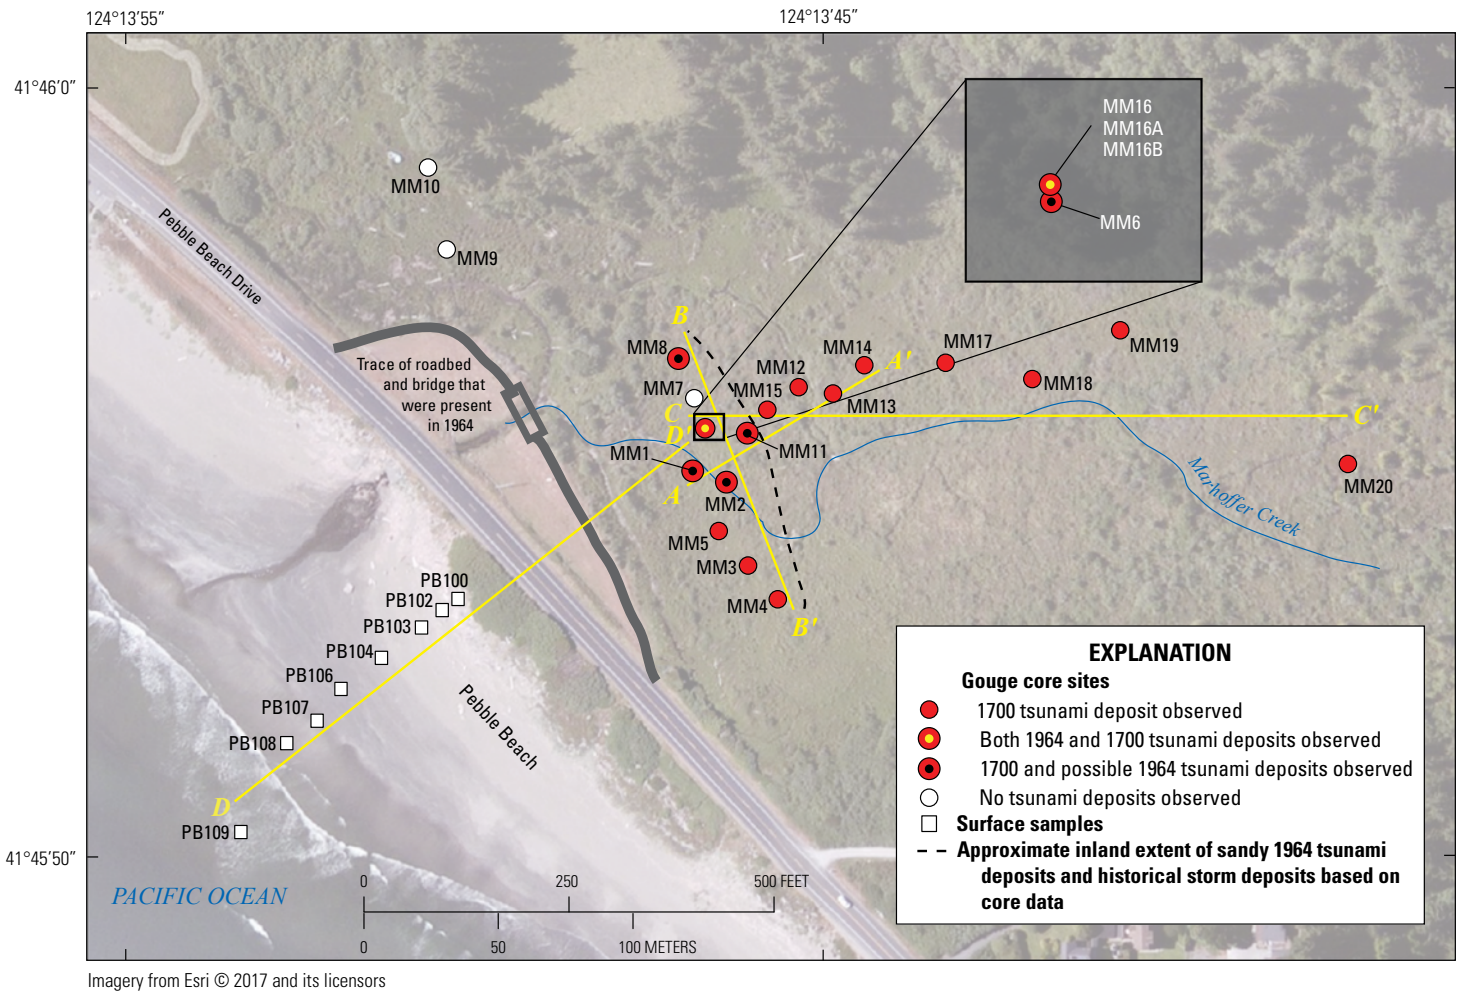 124°13′55″
124°13′45″
41°46′0″
MM16
MM16A
MM16B
MM6
MM10
MM9
Pebble Beach Drive
B
MM8
MM7
MM12
MM14
A′
MM17
MM19
MM18
MM15
MM13
C
C′
D′
MM1
MM11
A
MM2
MM20
Marhoffer Creek
MM5
MM3
MM4
B′
Trace of roadbed
and bridge that
were present
in 1964
PB100
PB102
PB103
PB104
PB106
PB107
PB108
D
PB109
Pebble Beach
41°45′50″
PACIFIC OCEAN
0 250 500 FEET
0 50 100 METERS
EXPLANATION
Gouge core sites
1700 tsunami deposit observed
Both 1964 and 1700 tsunami deposits observed
1700 and possible 1964 tsunami deposits observed
No tsunami deposits observed
Surface samples
Approximate inland extent of sandy 1964 tsunami
deposits and historical storm deposits based on
core data
Imagery from Esri © 2017 and its licensors